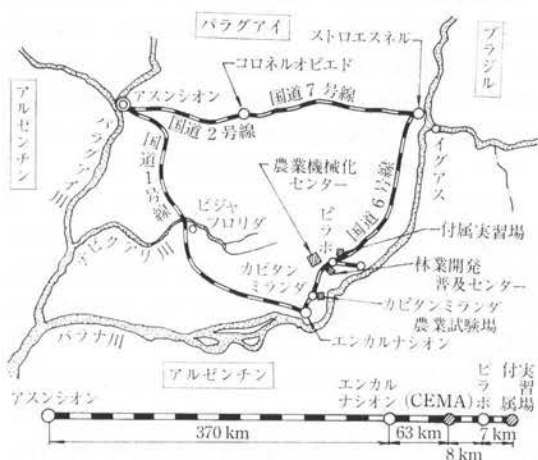 パラグアイ
ストロエスネル
ブラジル
コロネルオビエド
アスンシオン
国道7号線
国道2号線
アルゼンチン
パラグアイ川
国道1号線
農業機械化
センター
イグアス
国道6号線
ピラポ
ビジャ
フロリダ
テビクアリ川
付属実習場
カピタン
ミランダ
林業開発
普及センター
カピタンミランダ
農業試験場
パラナ川
エンカルナシオン
アルゼンチン
アスンシオン
エンカル
ナシオン
(CEMA)
ピラポ
付属実習場
370 km
63 km
7 km
8 km